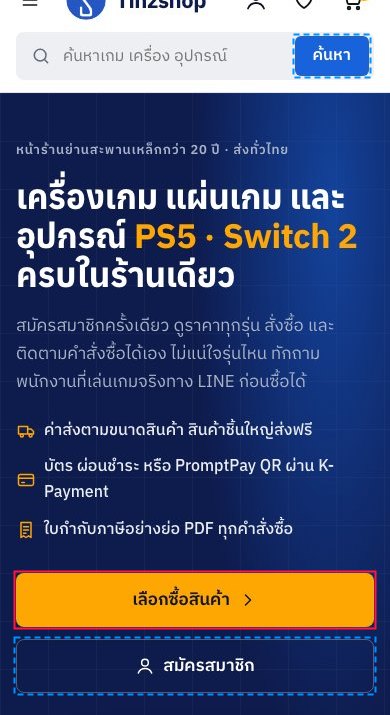 Tin2shop
ค้นหาเกม เครื่อง อุปกรณ์
ค้นหา
หน้าร้านย่านสะพานเหล็กกว่า 20 ปี · ส่งทั่วไทย
เครื่องเกม แผ่นเกม และ
อุปกรณ์ PS5 · Switch 2
ครบในร้านเดียว
สมัครสมาชิกครั้งเดียว ดูราคาทุกรุ่น สั่งซื้อ และ
ติดตามคำสั่งซื้อได้เอง ไม่แน่ใจรุ่นไหน ทักถาม
พนักงานที่เล่นเกมจริงทาง LINE ก่อนซื้อได้
ค่าส่งตามขนาดสินค้า สินค้าชิ้นใหญ่ส่งฟรี
บัตร ผ่อนชำระ หรือ PromptPay QR ผ่าน K-
Payment
ใบกำกับภาษีอย่างย่อ PDF ทุกคำสั่งซื้อ
เลือกซื้อสินค้า
สมัครสมาชิก